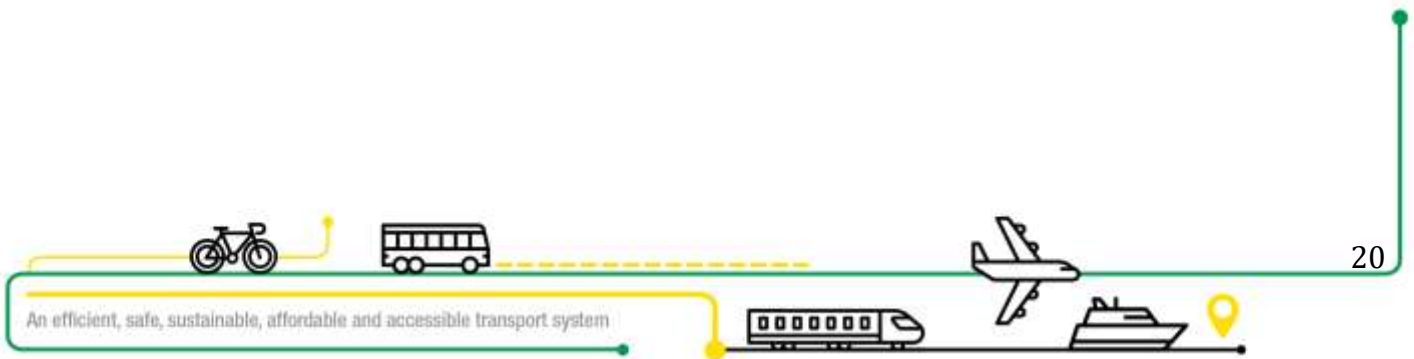 20
An efficient, safe, sustainable, affordable and accessible transport system